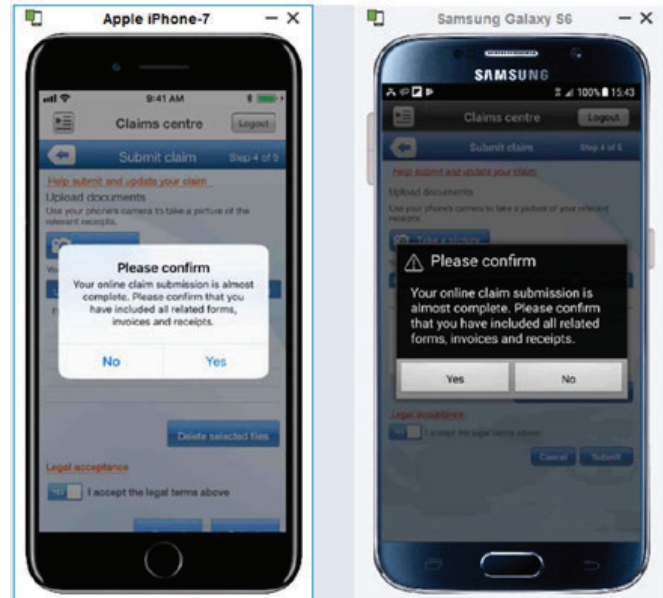 Apple iPhone-7
9:41 AM
Claims centre
Logout
Submit claim
Step 4 of 5
Help submit and update your claim
Upload documents
Use your phone's camera to take a picture of the
relevant receipts.
Please confirm
Your online claim submission is almost
complete. Please confirm that you
have included all related forms,
invoices and receipts.
No
Yes
Delete selected files
Legal acceptance
YES
I accept the legal terms above
Samsung Galaxy S6
SAMSUNG
100% 15:43
Claims centre
Logout
Submit claim
Step 4 of 5
Help submit and update your claim
Upload documents
Use your phone's camera to take a picture of your relevant
receipts.
Take a picture
Please confirm
Your online claim submission is
almost complete. Please confirm
that you have included all related
forms, invoices and receipts.
Yes
No
Legal acceptance
YES
I accept the legal terms above
Cancel
Submit